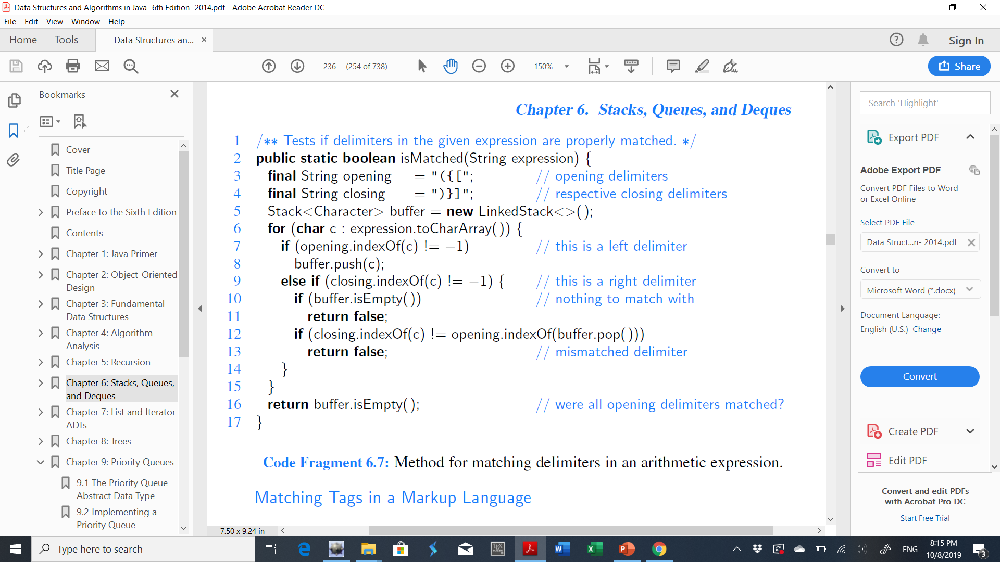 Data Structures and Algorithms in Java- 6th Edition- 2014.pdf - Adobe Acrobat Reader DC
File Edit View Window Help
Home Tools Data Structures an... Sign In
236 (254 of 738) 150% Share
Bookmarks
Cover
Title Page
Copyright
Preface to the Sixth Edition
Contents
Chapter 1: Java Primer
Chapter 2: Object-Oriented
Design
Chapter 3: Fundamental
Data Structures
Chapter 4: Algorithm
Analysis
Chapter 5: Recursion
Chapter 6: Stacks, Queues,
and Deques
Chapter 7: List and Iterator
ADTs
Chapter 8: Trees
Chapter 9: Priority Queues
9.1 The Priority Queue
Abstract Data Type
9.2 Implementing a
Priority Queue
Chapter 6. Stacks, Queues, and Deques
1 /** Tests if delimiters in the given expression are properly matched. */
2 public static boolean isMatched(String expression) {
3 final String opening = "({["; // opening delimiters
4 final String closing = ")}]"; // respective closing delimiters
5 Stack<Character> buffer = new LinkedStack<>();
6 for (char c : expression.toCharArray()) {
7 if (opening.indexOf(c) != −1) // this is a left delimiter
8 buffer.push(c);
9 else if (closing.indexOf(c) != −1) { // this is a right delimiter
10 if (buffer.isEmpty()) // nothing to match with
11 return false;
12 if (closing.indexOf(c) != opening.indexOf(buffer.pop()))
13 return false; // mismatched delimiter
14 }
15 }
16 return buffer.isEmpty(); // were all opening delimiters matched?
17 }
Code Fragment 6.7: Method for matching delimiters in an arithmetic expression.
Matching Tags in a Markup Language
7.50 x 9.24 in
Search 'Highlight'
Export PDF
Adobe Export PDF
Convert PDF Files to Word
or Excel Online
Select PDF File
Data Struct...n- 2014.pdf
Convert to
Microsoft Word (*.docx)
Document Language:
English (U.S.) Change
Convert
Create PDF
Edit PDF
Convert and edit PDFs
with Acrobat Pro DC
Start Free Trial
Type here to search
ENG
8:15 PM
10/8/2019
3